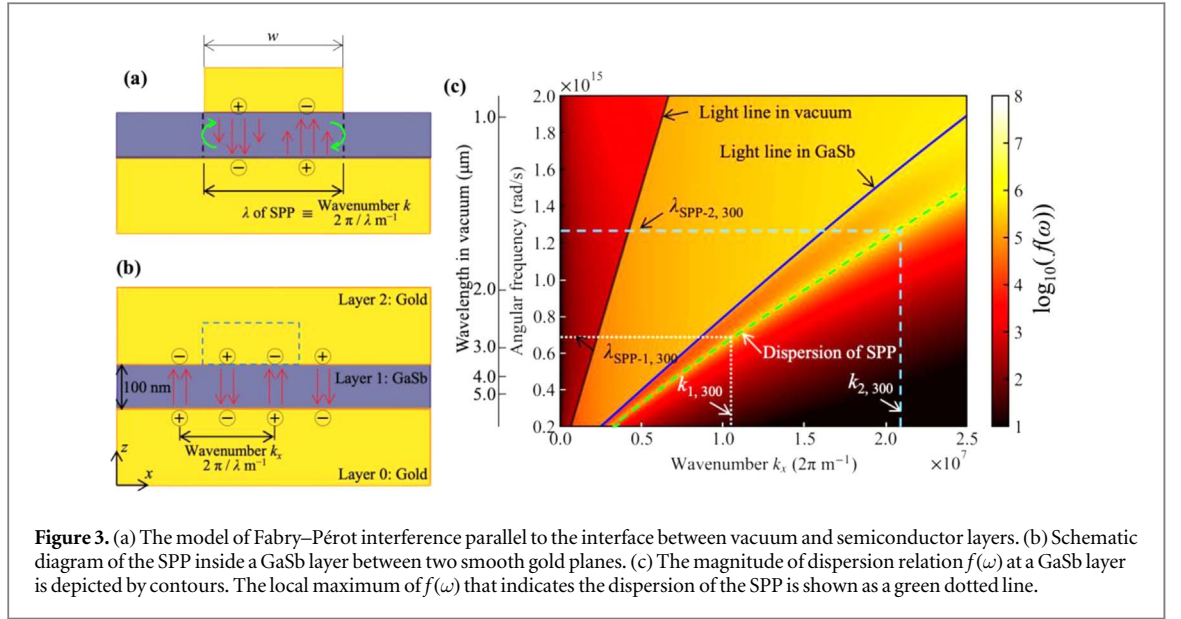 w
(a)
+ −
− +
λ of SPP ≡ Wavenumber k
2 π / λ m⁻¹
(b)
Layer 2: Gold
− + − +
100 nm
Layer 1: GaSb
+ − + −
Wavenumber kₓ
2 π / λ m⁻¹
z
x
Layer 0: Gold
(c)
×10¹⁵
Wavelength in vacuum (μm)
1.0
2.0
3.0
4.0
5.0
Angular frequency (rad/s)
2.0
1.8
1.6
1.4
1.2
1.0
0.8
0.6
0.4
0.2
Light line in vacuum
Light line in GaSb
λSPP-2, 300
λSPP-1, 300
Dispersion of SPP
k1, 300
k2, 300
0.0 0.5 1.0 1.5 2.0 2.5
Wavenumber kₓ (2π m⁻¹)
×10⁷
8
7
6
5
4
3
2
1
log₁₀(f(ω))
Figure 3. (a) The model of Fabry–Pérot interference parallel to the interface between vacuum and semiconductor layers. (b) Schematic
diagram of the SPP inside a GaSb layer between two smooth gold planes. (c) The magnitude of dispersion relation f(ω) at a GaSb layer
is depicted by contours. The local maximum of f(ω) that indicates the dispersion of the SPP is shown as a green dotted line.